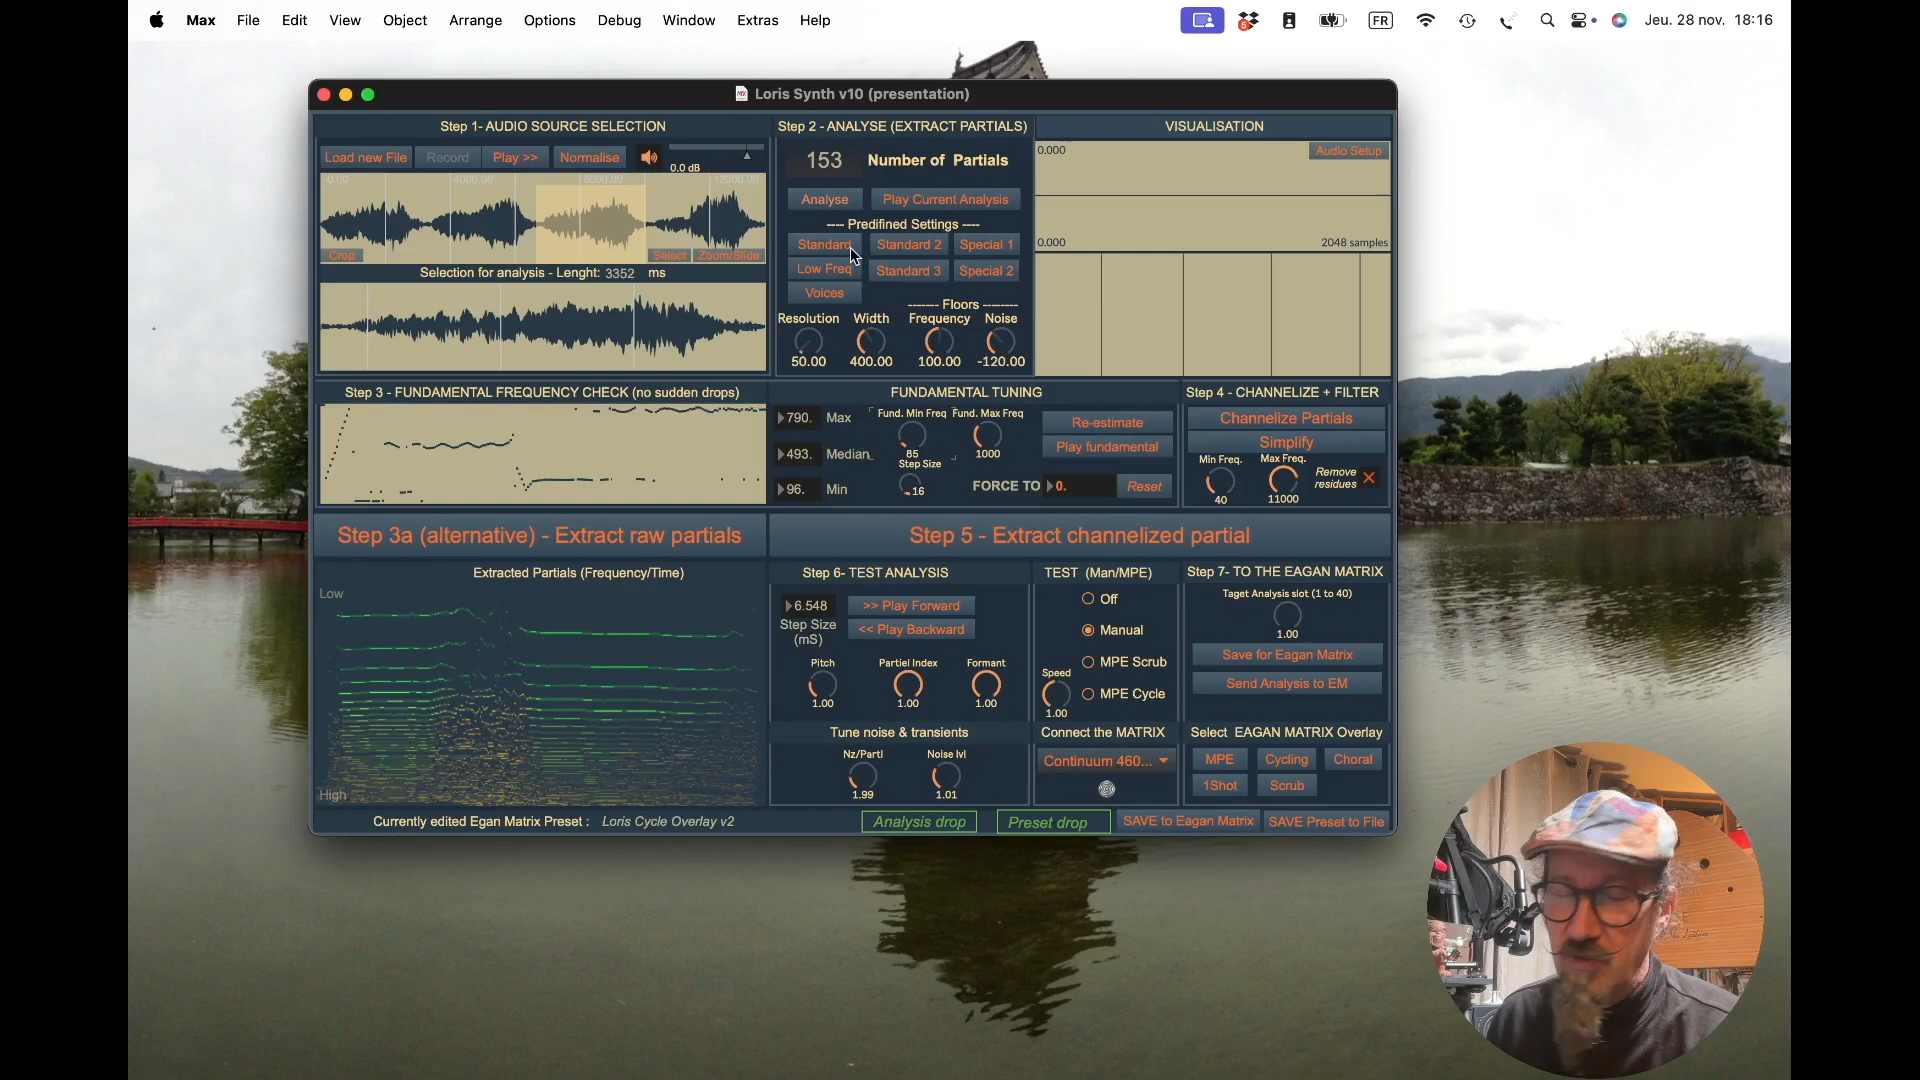 Max File Edit View Object Arrange Options Debug Window Extras Help
6 FR Jeu. 28 nov. 18:16
Loris Synth v10 (presentation)
Step 1- AUDIO SOURCE SELECTION
Load new File Record Play >> Normalise
0.0 dB
0.00 4000.00 8000.00 12000.00
Crop Select Zoom/Slide
Selection for analysis - Lenght: 3352 ms
Step 2 - ANALYSE (EXTRACT PARTIALS)
153 Number of Partials
Analyse Play Current Analysis
---- Predifined Settings ----
Standard Standard 2 Special 1
Low Freq Standard 3 Special 2
Voices
------- Floors --------
Resolution Width Frequency Noise
50.00 400.00 100.00 -120.00
VISUALISATION
0.000 Audio Setup
0.000 2048 samples
Step 3 - FUNDAMENTAL FREQUENCY CHECK (no sudden drops)
FUNDAMENTAL TUNING
790. Max
493. Median
96. Min
Fund. Min Freq Fund. Max Freq
85 1000
Step Size
16
Re-estimate
Play fundamental
FORCE TO 0. Reset
Step 4 - CHANNELIZE + FILTER
Channelize Partials
Simplify
Min Freq. Max Freq.
Remove residues
40 11000
Step 3a (alternative) - Extract raw partials
Step 5 - Extract channelized partial
Extracted Partials (Frequency/Time)
Low
High
Step 6- TEST ANALYSIS
6.548
Step Size
(mS)
>> Play Forward
<< Play Backward
Pitch Partiel Index Formant
1.00 1.00 1.00
Tune noise & transients
Nz/Partl Noise lvl
1.99 1.01
TEST (Man/MPE)
Off
Manual
MPE Scrub
MPE Cycle
Speed
1.00
Connect the MATRIX
Continuum 460...
Step 7- TO THE EAGAN MATRIX
Taget Analysis slot (1 to 40)
1.00
Save for Eagan Matrix
Send Analysis to EM
Select EAGAN MATRIX Overlay
MPE Cycling Choral
1Shot Scrub
Currently edited Egan Matrix Preset : Loris Cycle Overlay v2
Analysis drop Preset drop SAVE to Eagan Matrix SAVE Preset to File